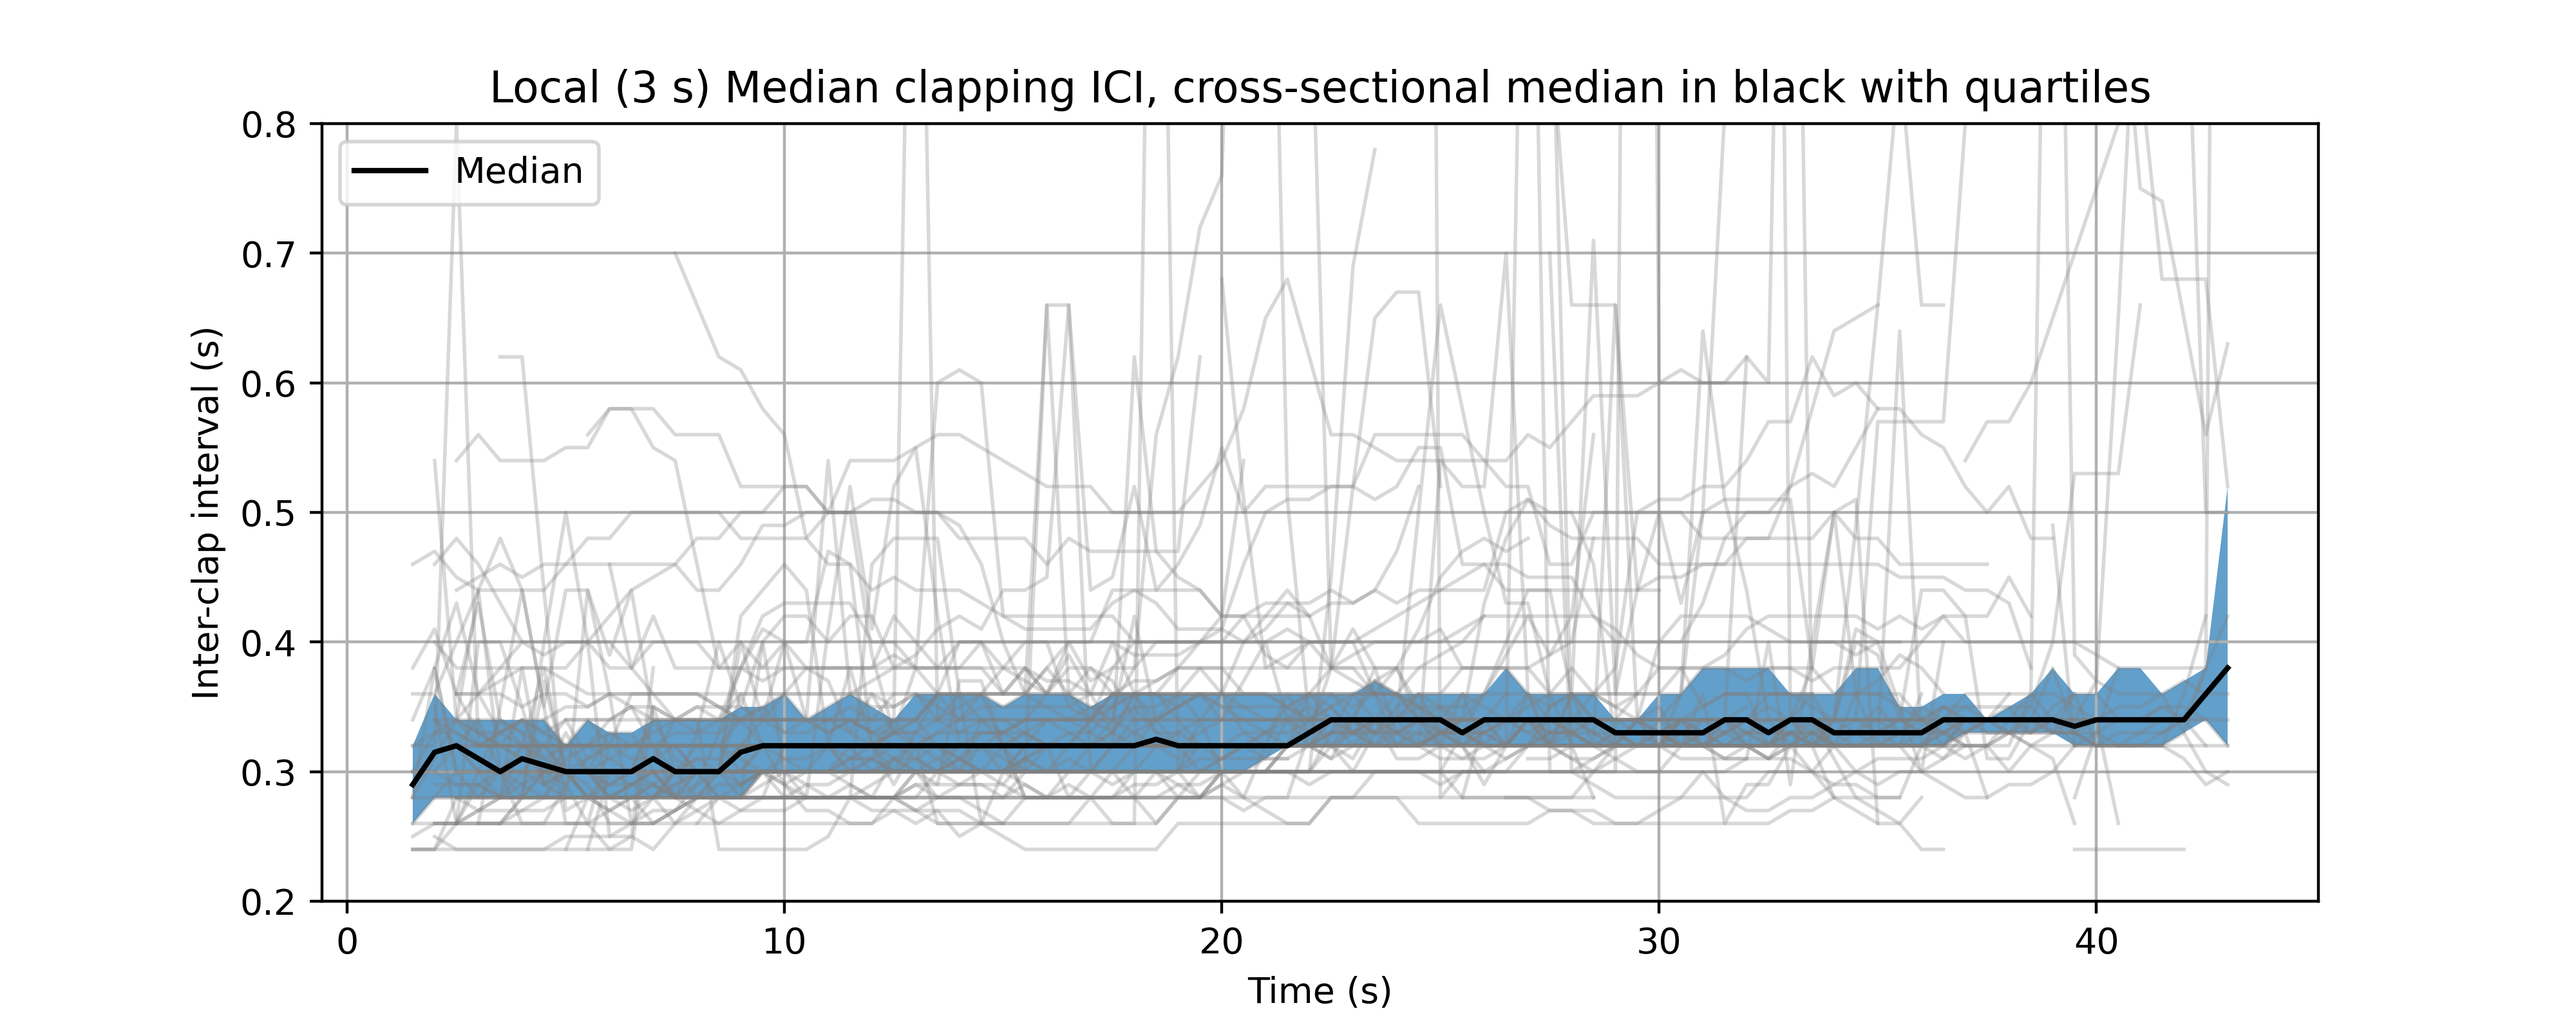 Local (3 s) Median clapping ICI, cross-sectional median in black with quartiles
Median
0.8
0.7
0.6
0.5
0.4
0.3
0.2
Inter-clap interval (s)
0 10 20 30 40
Time (s)